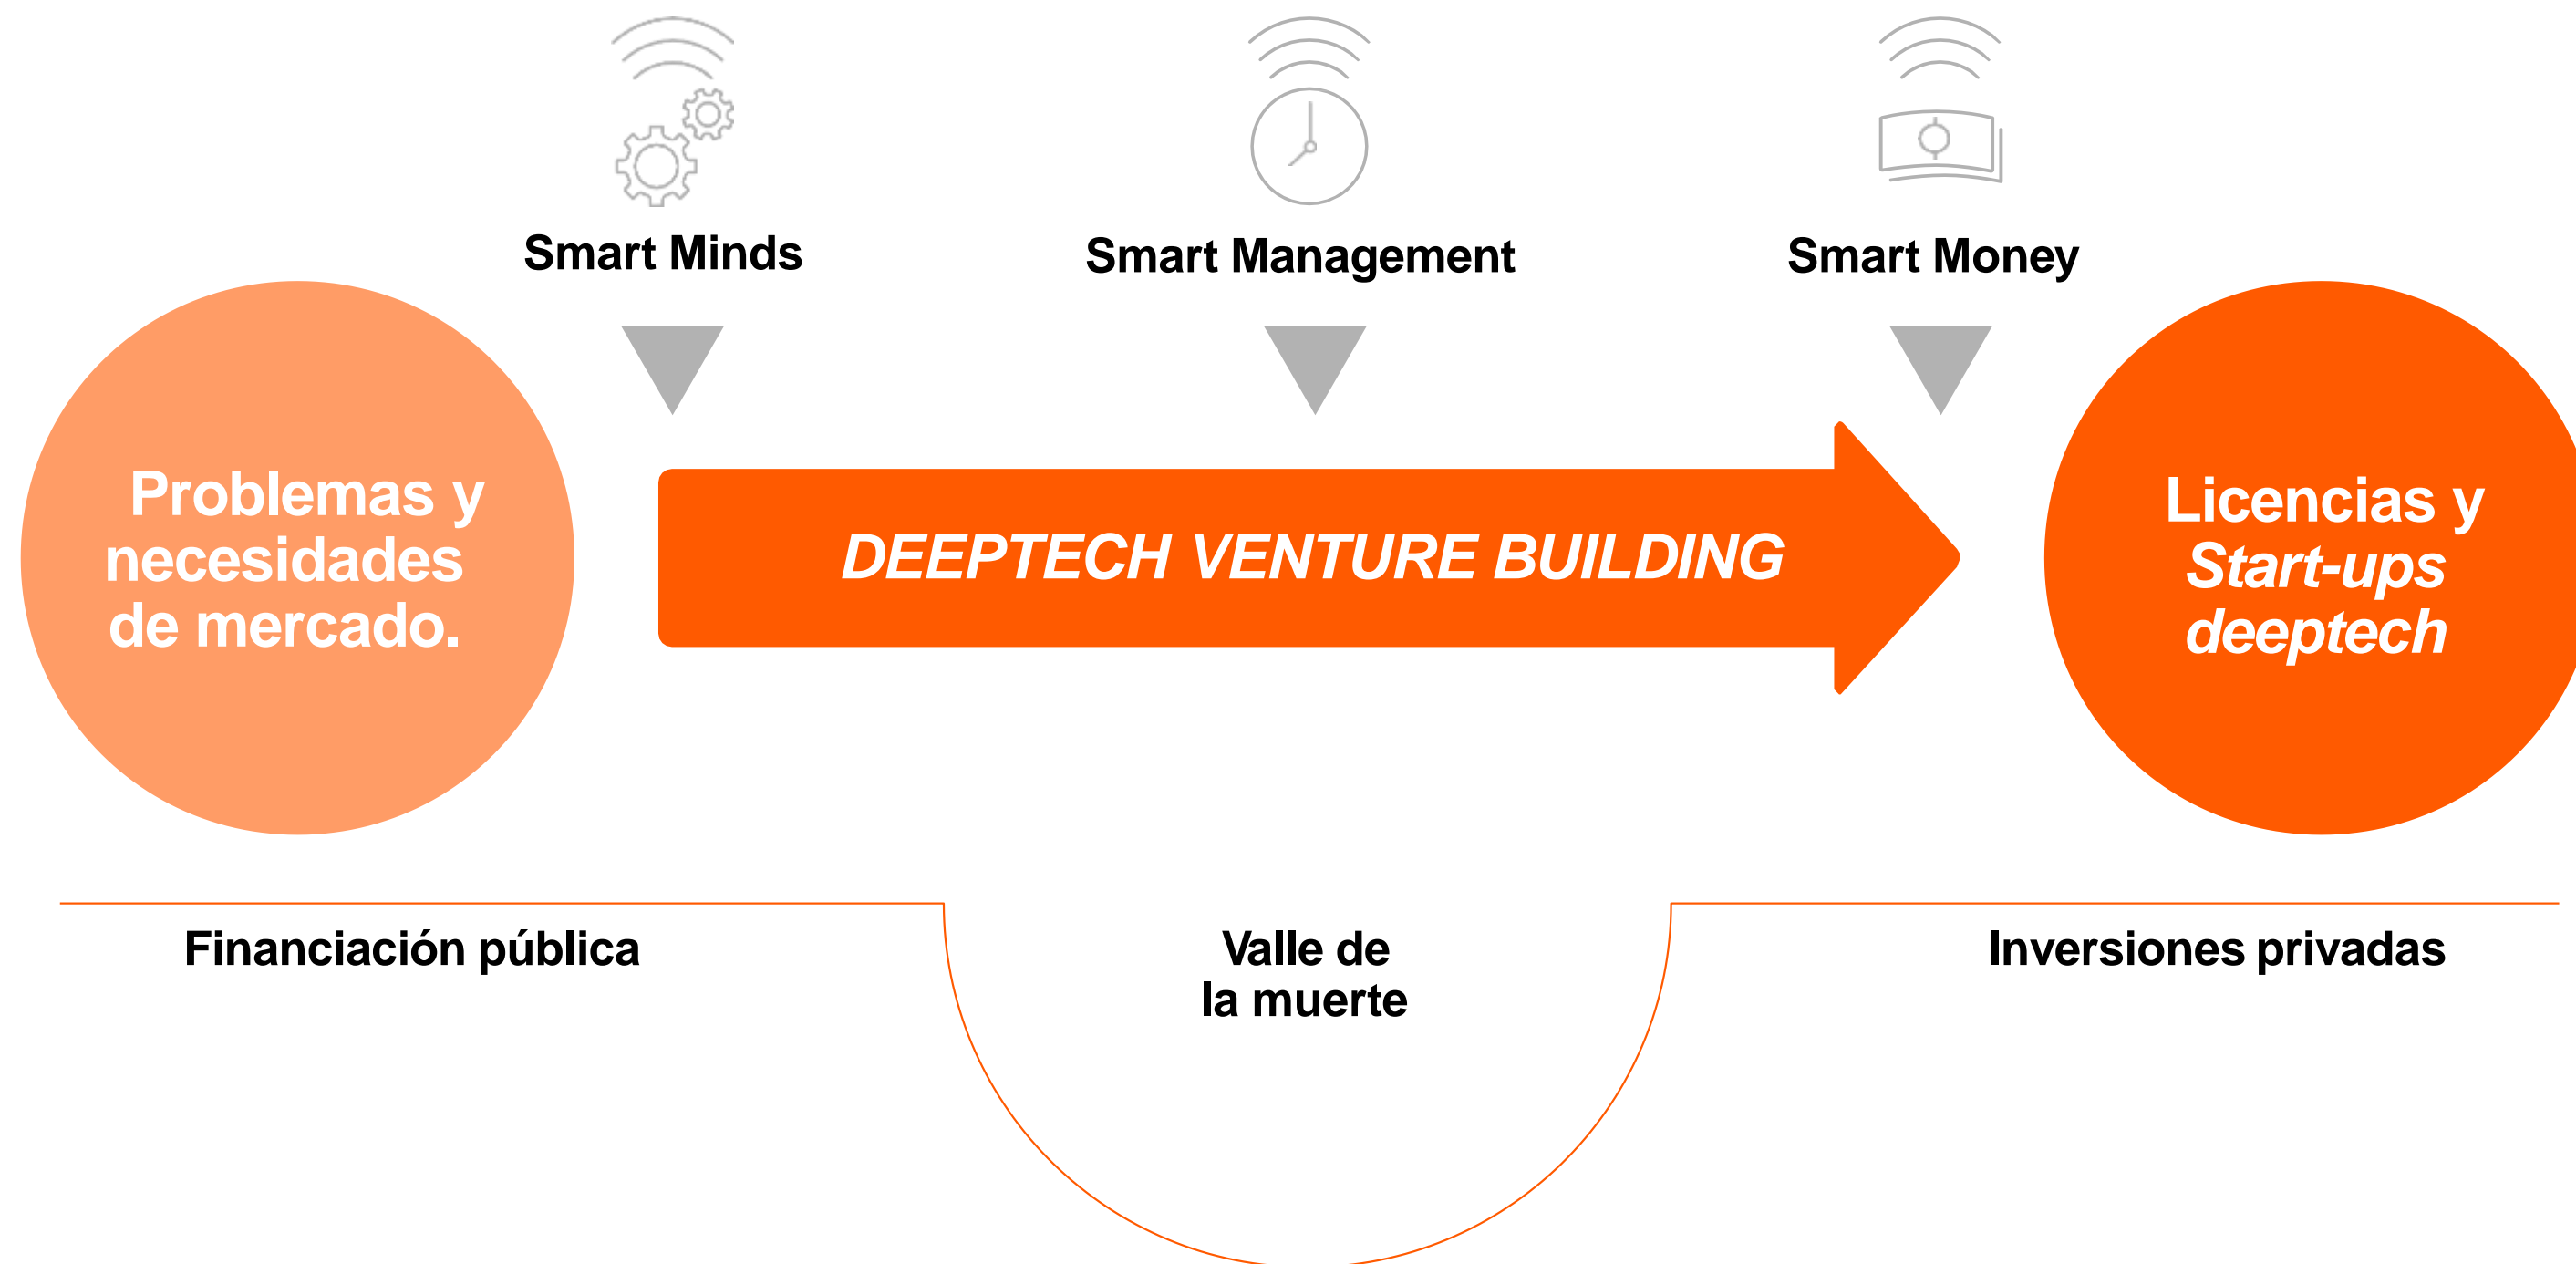 Smart Minds
Smart Management
Smart Money
Problemas y
necesidades
de mercado.
DEEPTECH VENTURE BUILDING
Licencias y
Start-ups
deeptech
Financiación pública
Valle de
la muerte
Inversiones privadas